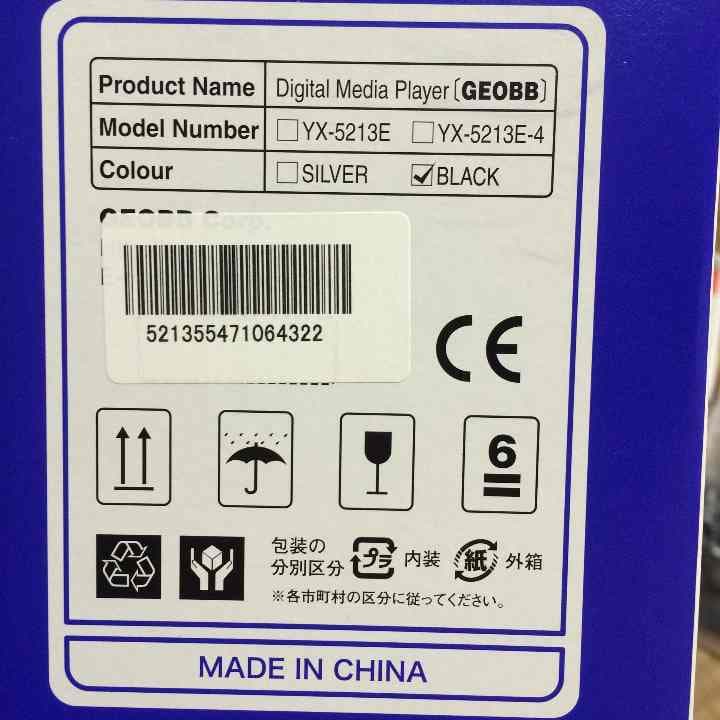 Product Name Digital Media Player [GEOBB]
Model Number YX-5213E YX-5213E-4
Colour SILVER BLACK
GEOBB Corp.
521355471064322
CE
6
包装の 分別区分 プラ 内装 紙 外箱
※各市町村の区分に従ってください。
MADE IN CHINA